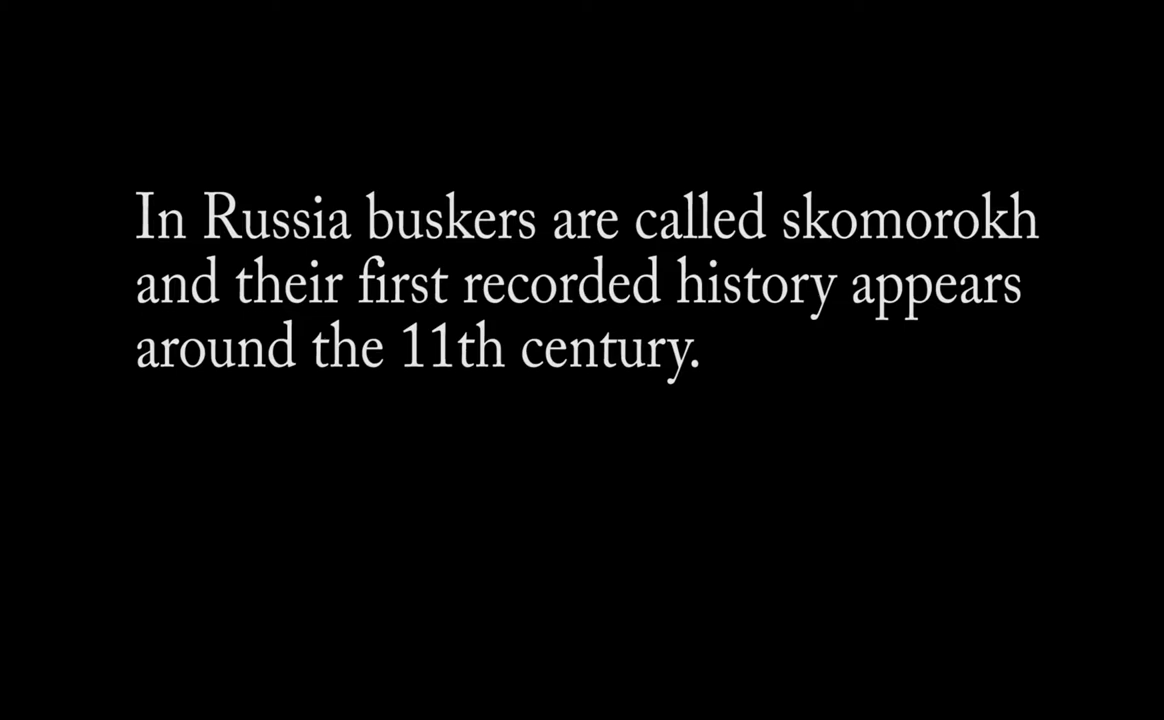 In Russia buskers are called skomorokh
and their first recorded history appears
around the 11th century.